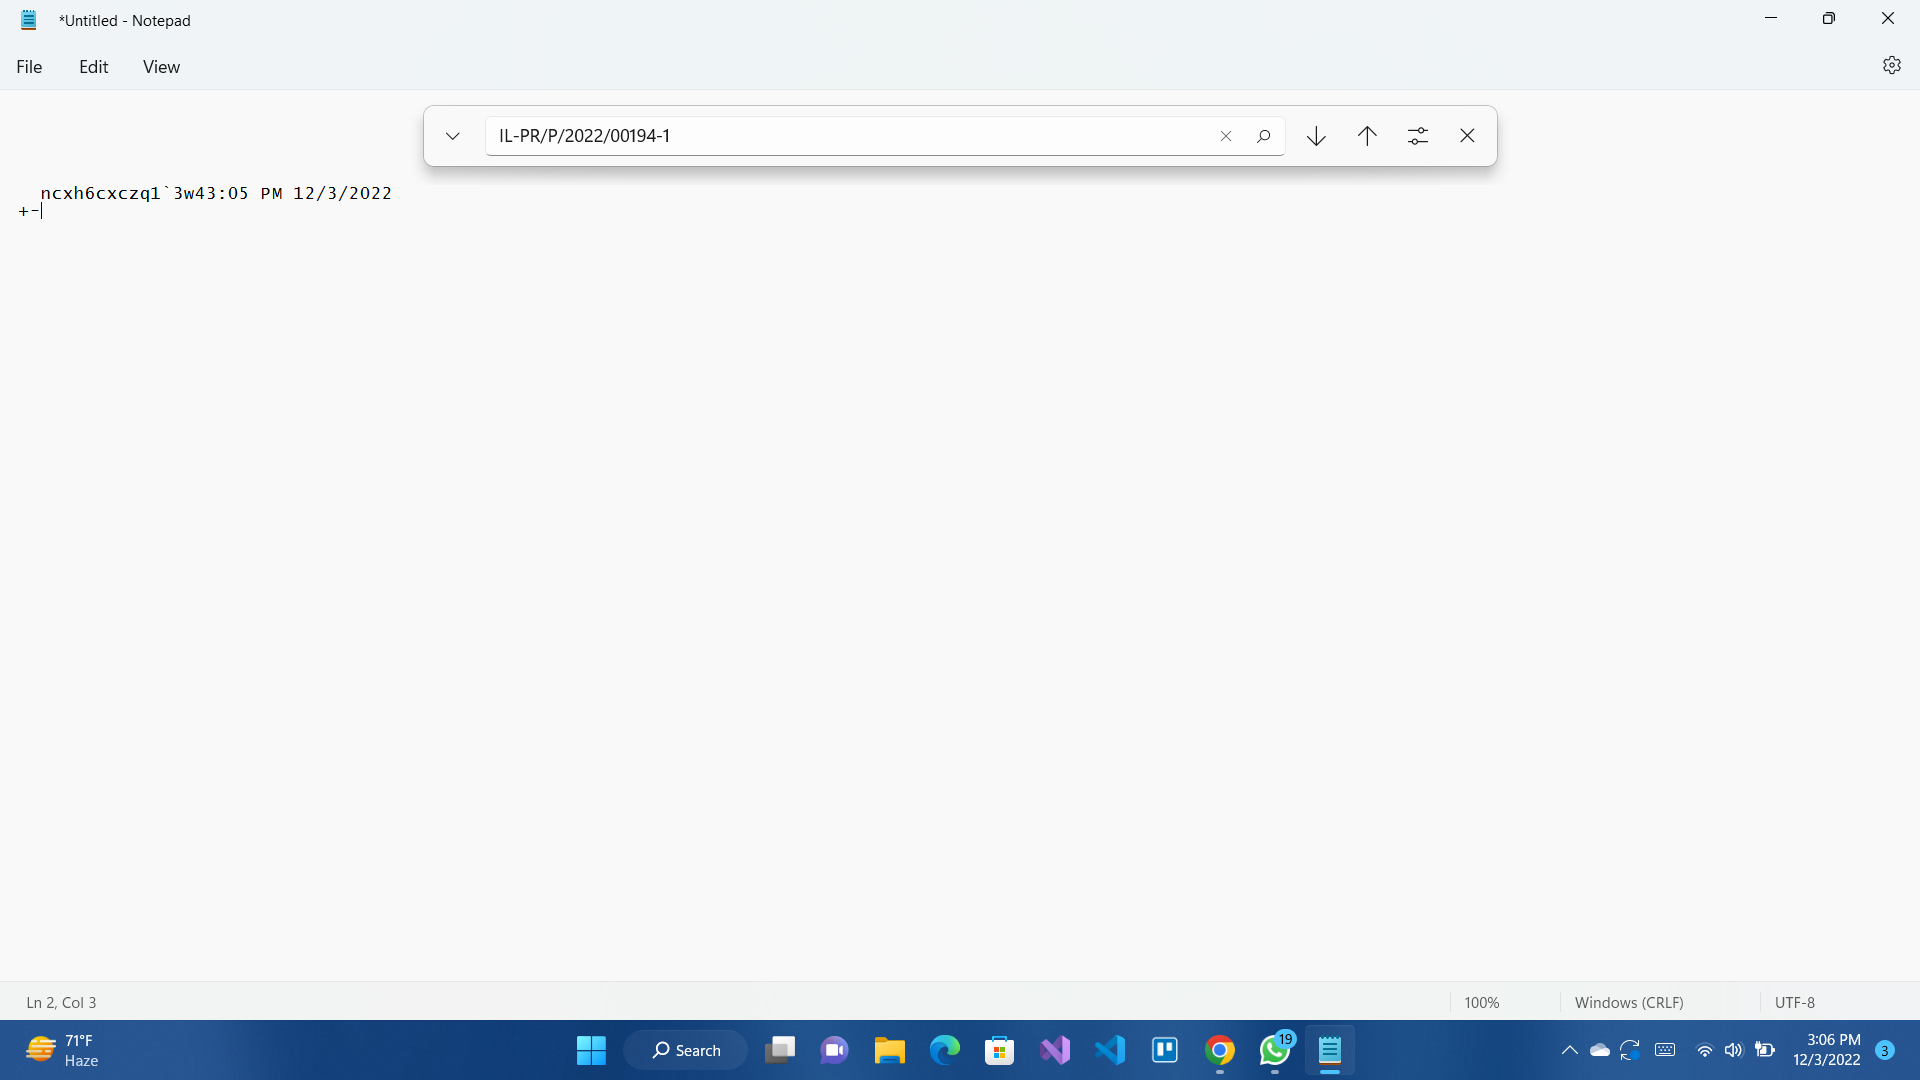 *Untitled - Notepad
File Edit View
IL-PR/P/2022/00194-1
ncxh6cxczq1`3w43:05 PM 12/3/2022
+-
Ln 2, Col 3 100% Windows (CRLF) UTF-8
71°F
Haze
Search
19
3:06 PM
12/3/2022
3